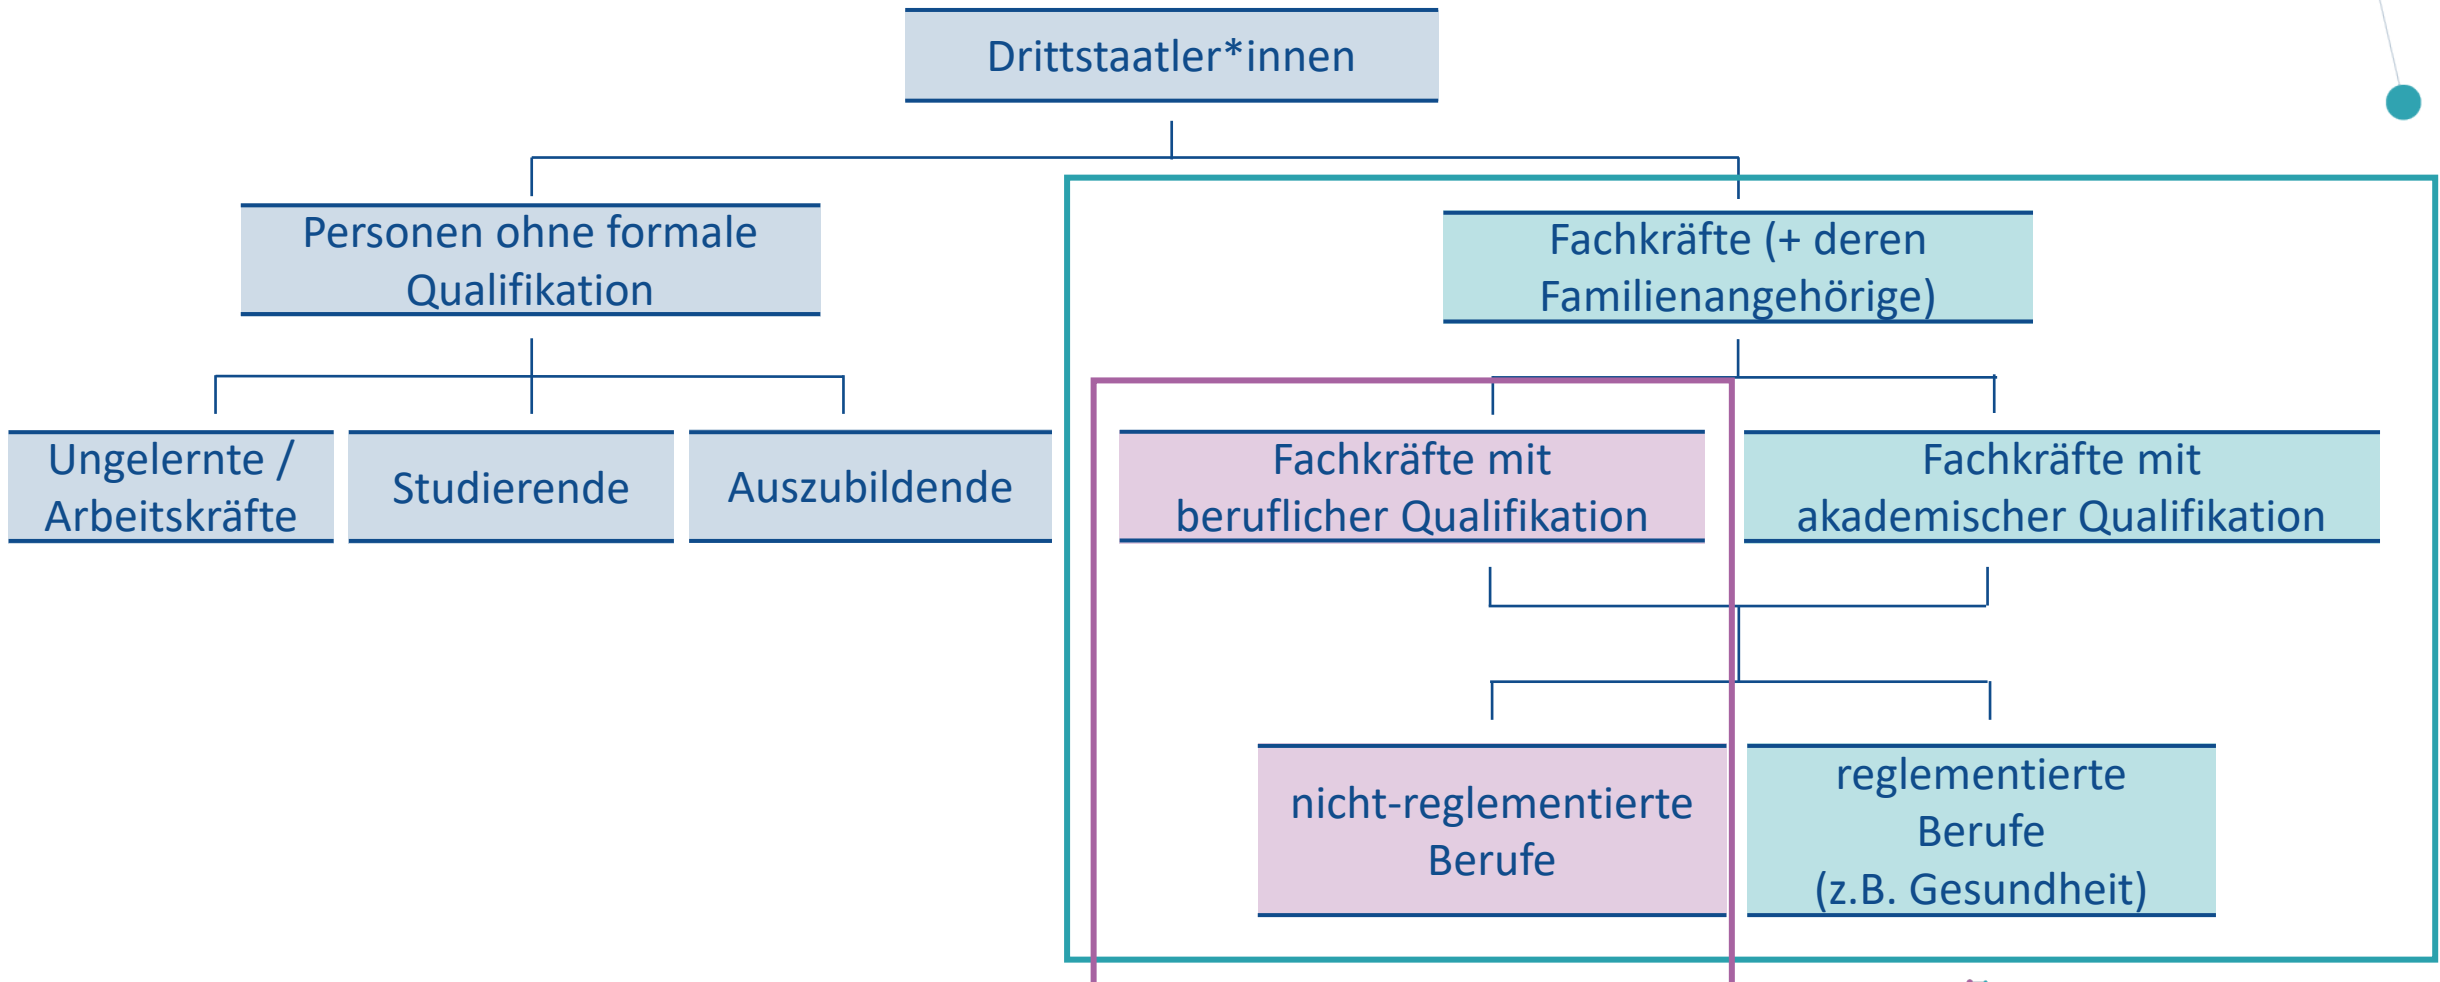 Drittstaatler*innen
Personen ohne formale
Qualifikation
Fachkräfte (+ deren
Familienangehörige)
Ungelernte /
Arbeitskräfte
Studierende
Auszubildende
Fachkräfte mit
beruflicher Qualifikation
Fachkräfte mit
akademischer Qualifikation
nicht-reglementierte
Berufe
reglementierte
Berufe
(z.B. Gesundheit)